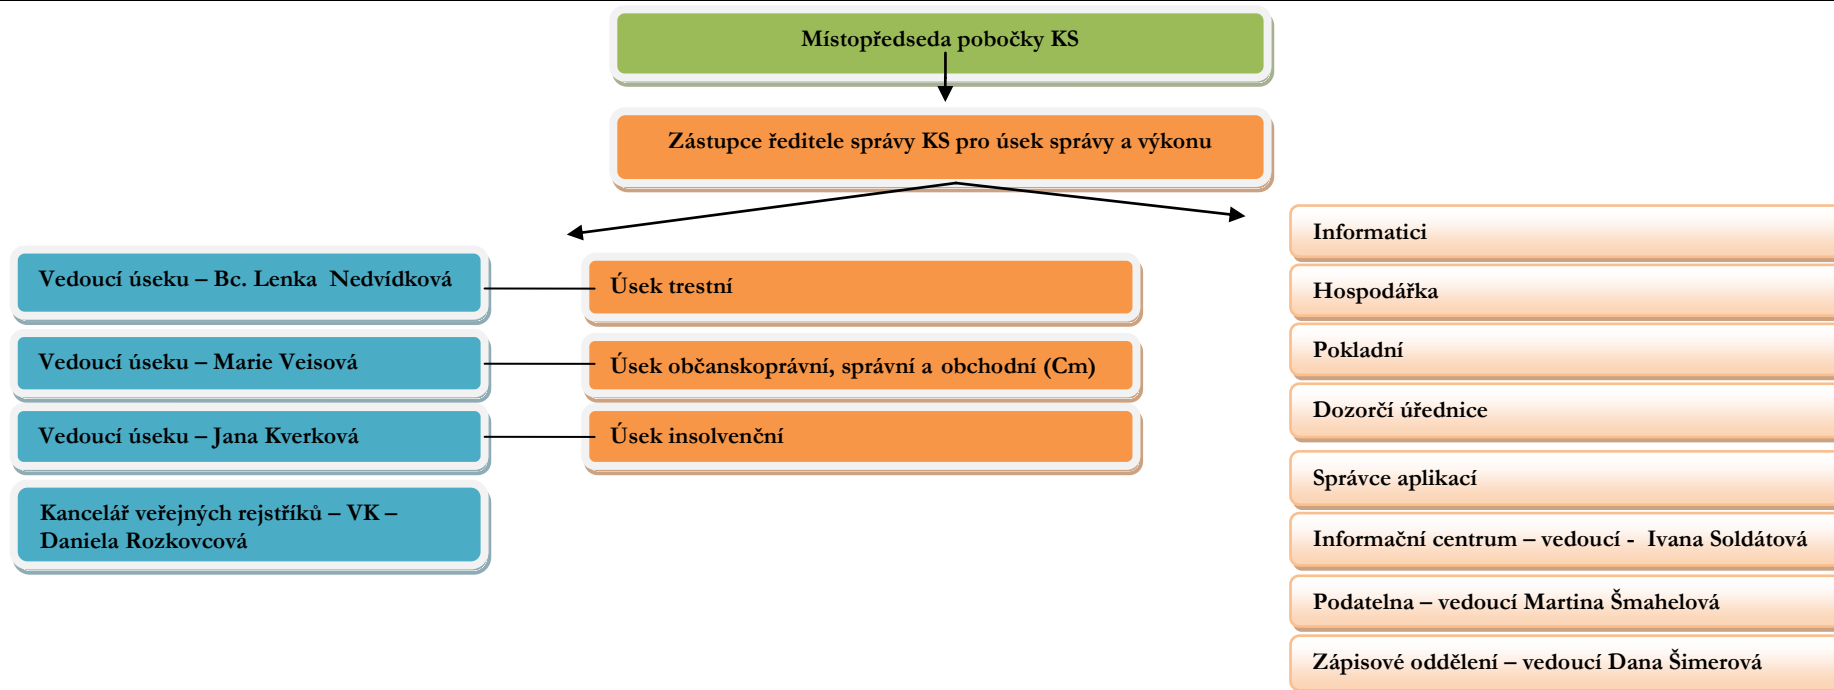 Místopředseda pobočky KS
Zástupce ředitele správy KS pro úsek správy a výkonu
Vedoucí úseku – Bc. Lenka Nedvídková
Úsek trestní
Vedoucí úseku – Marie Veisová
Úsek občanskoprávní, správní a obchodní (Cm)
Vedoucí úseku – Jana Kverková
Úsek insolvenční
Kancelář veřejných rejstříků – VK –
Daniela Rozkovcová
Informatici
Hospodářka
Pokladní
Dozorčí úřednice
Správce aplikací
Informační centrum – vedoucí - Ivana Soldátová
Podatelna – vedoucí Martina Šmahelová
Zápisové oddělení – vedoucí Dana Šimerová